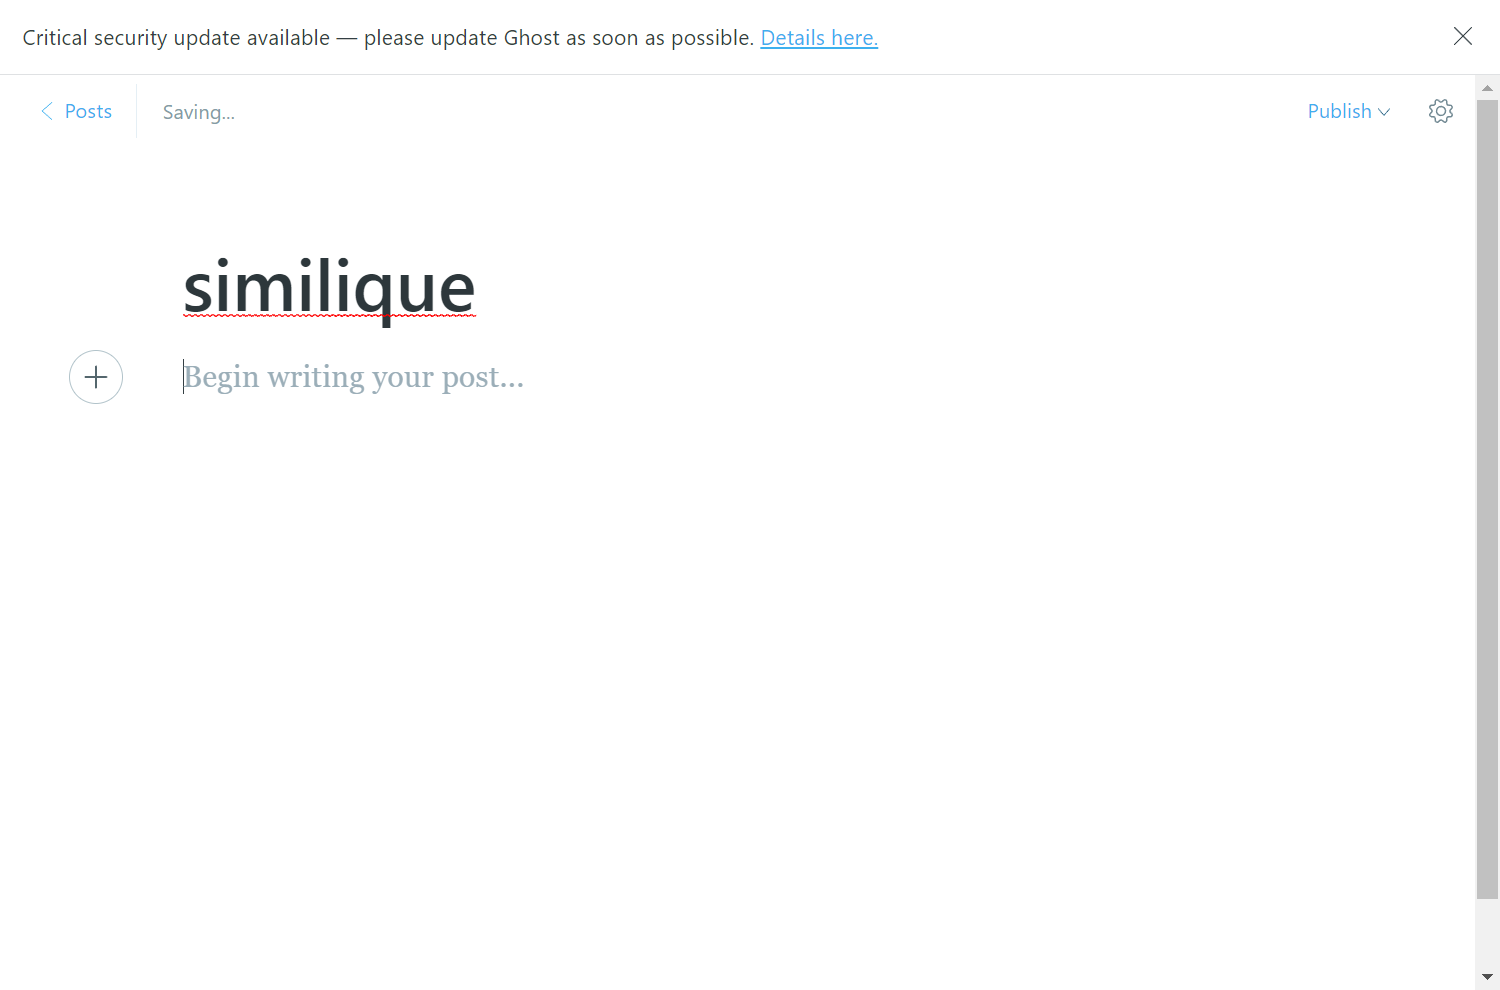 Critical security update available — please update Ghost as soon as possible. Details here.
Posts
Saving...
Publish
similique
Begin writing your post...